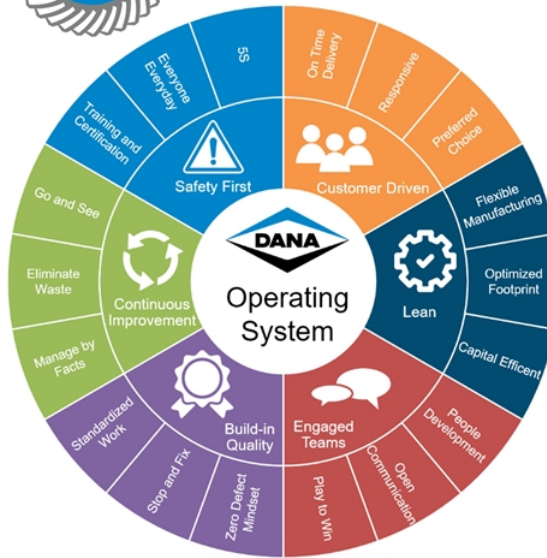 DANA
Operating
System
Safety First
5S
Everyone
Everyday
Training and
Certification
Customer Driven
On Time
Delivery
Responsive
Preferred
Choice
Lean
Flexible
Manufacturing
Optimized
Footprint
Capital Efficent
Engaged
Teams
People
Development
Open
Communication
Play to Win
Build-in
Quality
Zero Defect
Mindset
Stop and Fix
Standardized
Work
Continuous
Improvement
Manage by
Facts
Eliminate
Waste
Go and See